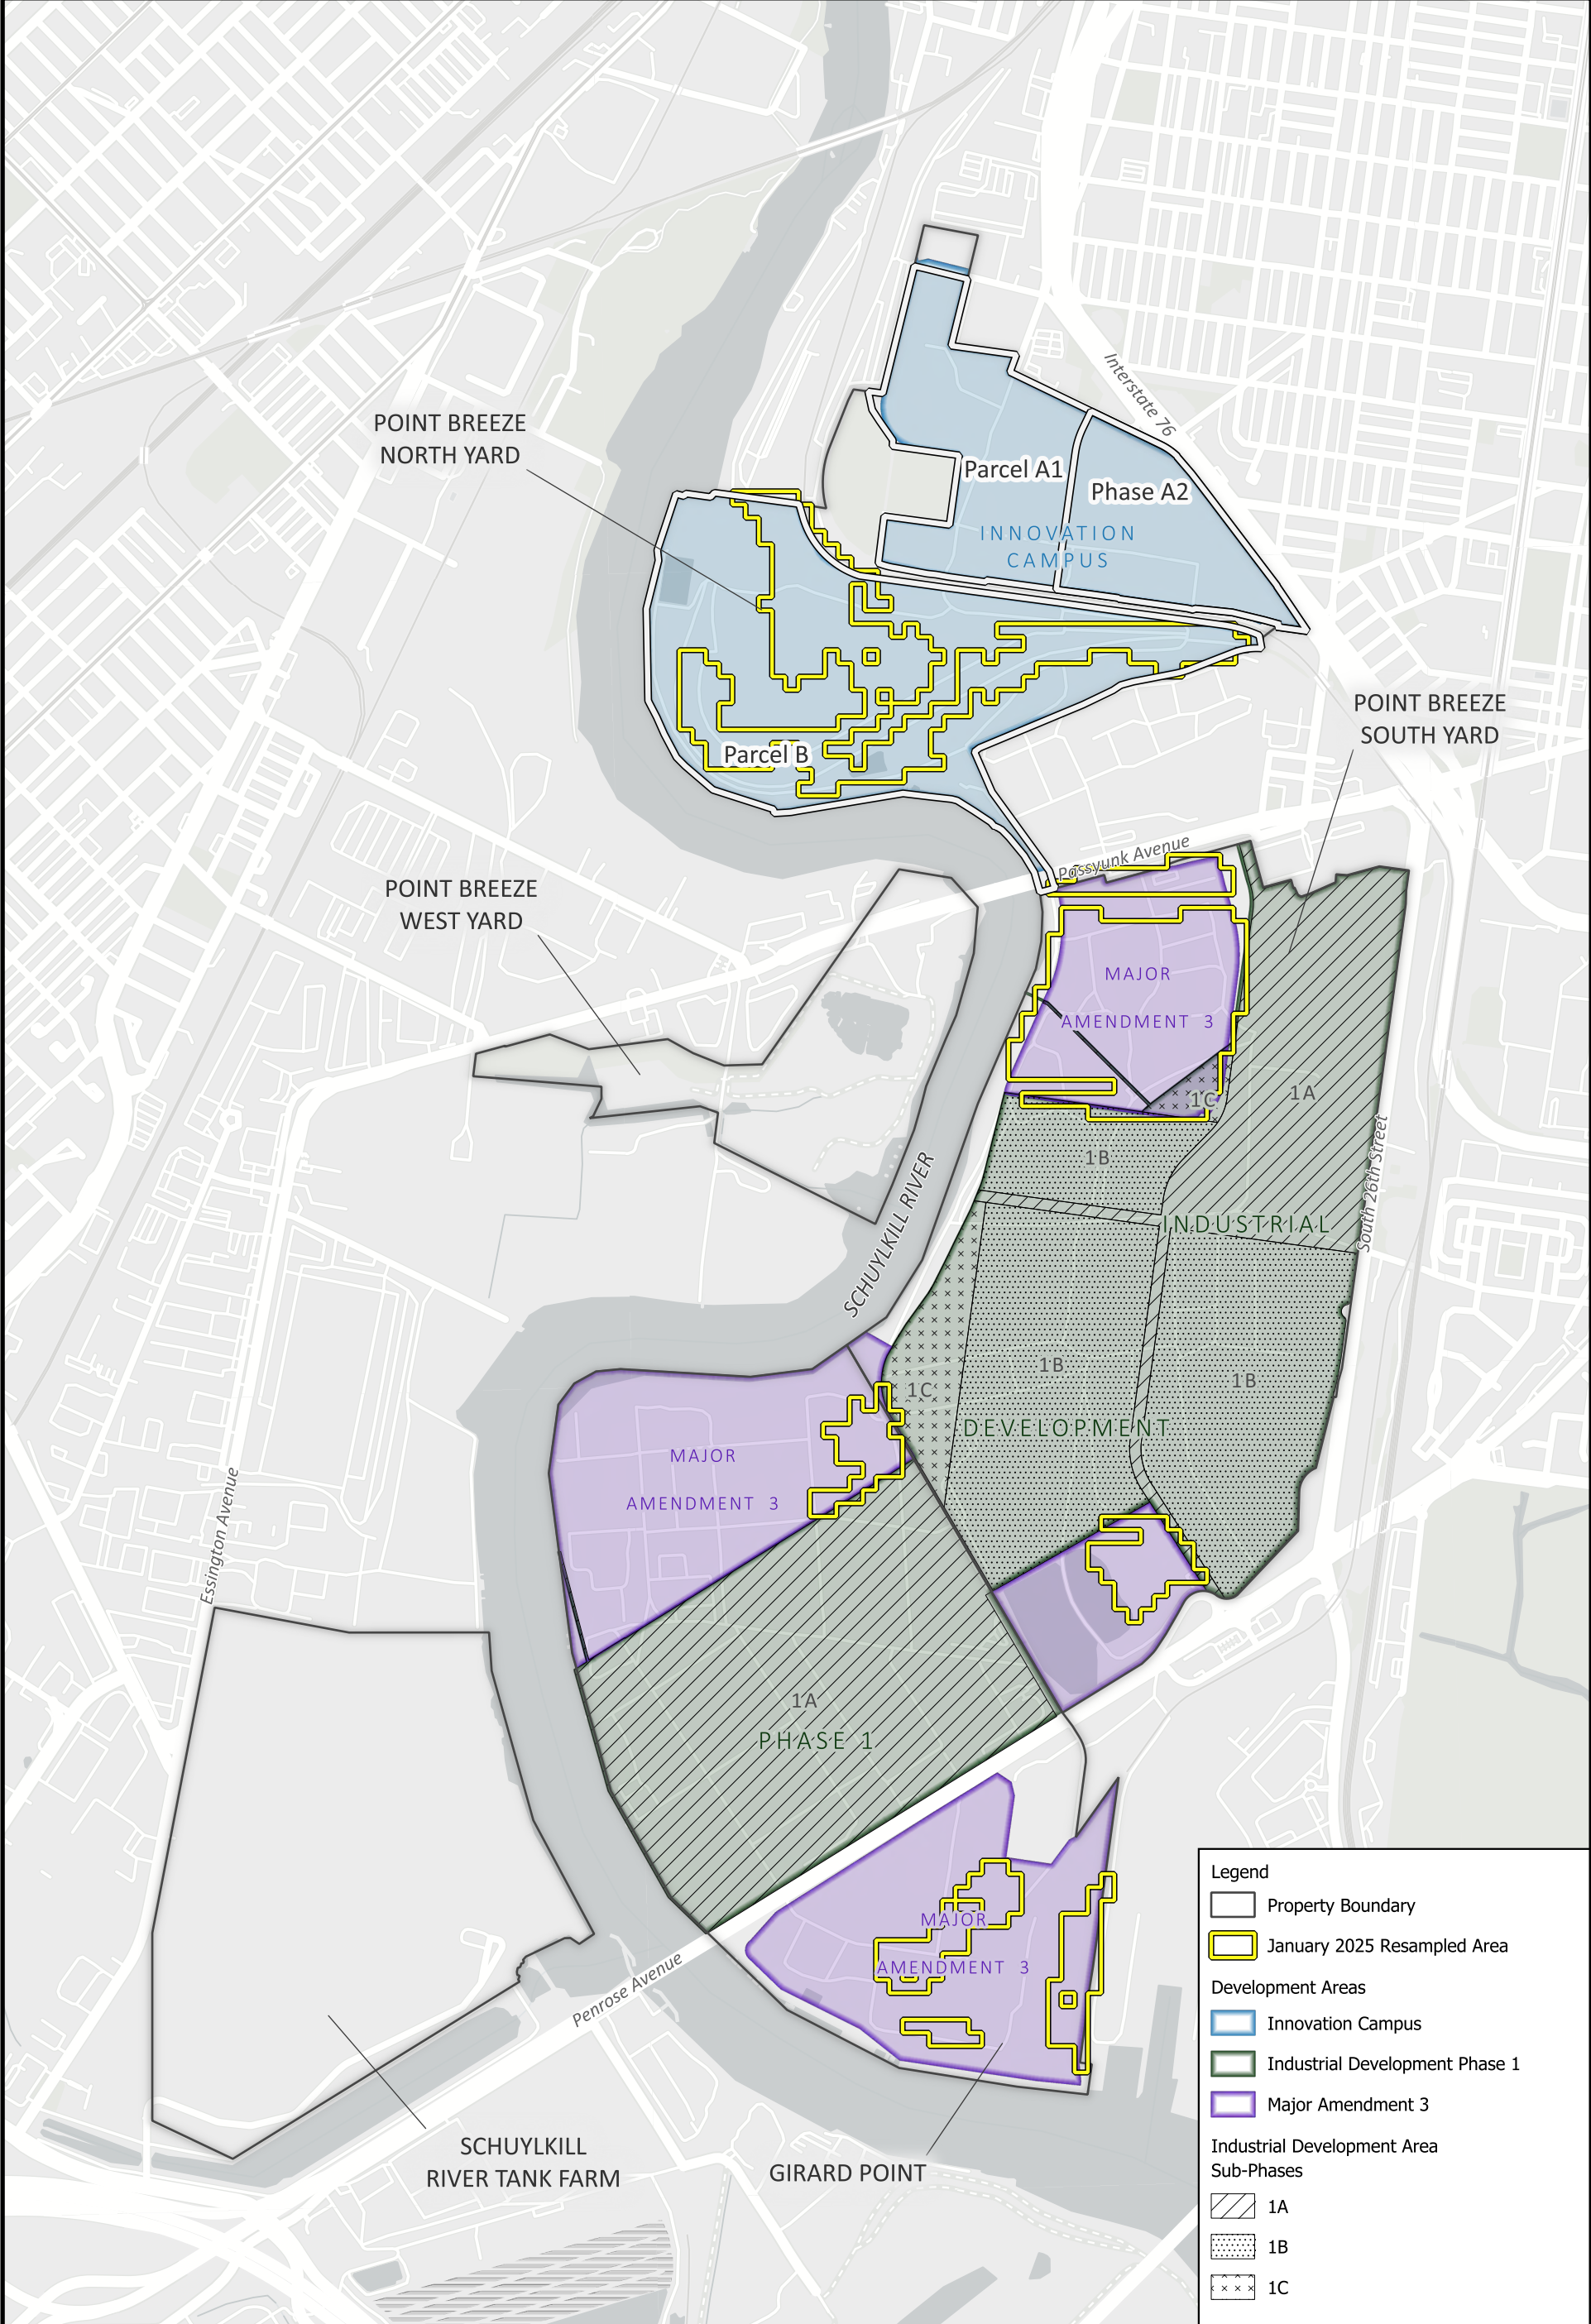 Interstate 76
POINT BREEZE
NORTH YARD
Parcel A1
Phase A2
INNOVATION
CAMPUS
POINT BREEZE
SOUTH YARD
Parcel B
Passyunk Avenue
POINT BREEZE
WEST YARD
MAJOR
AMENDMENT 3
1A
1C
1B
South 26th Street
SCHUYLKILL RIVER
INDUSTRIAL
1B
1B
1C
DEVELOPMENT
MAJOR
AMENDMENT 3
Essington Avenue
1A
PHASE 1
MAJOR
AMENDMENT 3
Penrose Avenue
SCHUYLKILL
RIVER TANK FARM
GIRARD POINT
Legend
Property Boundary
January 2025 Resampled Area
Development Areas
Innovation Campus
Industrial Development Phase 1
Major Amendment 3
Industrial Development Area
Sub-Phases
1A
1B
1C